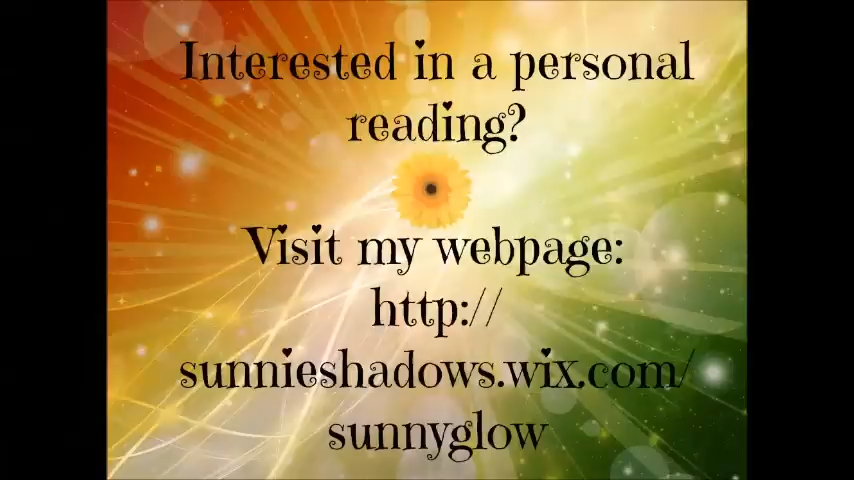 Interested in a personal
reading?
Visit my webpage:
http://
sunnieshadows.wix.com/
sunnyglow